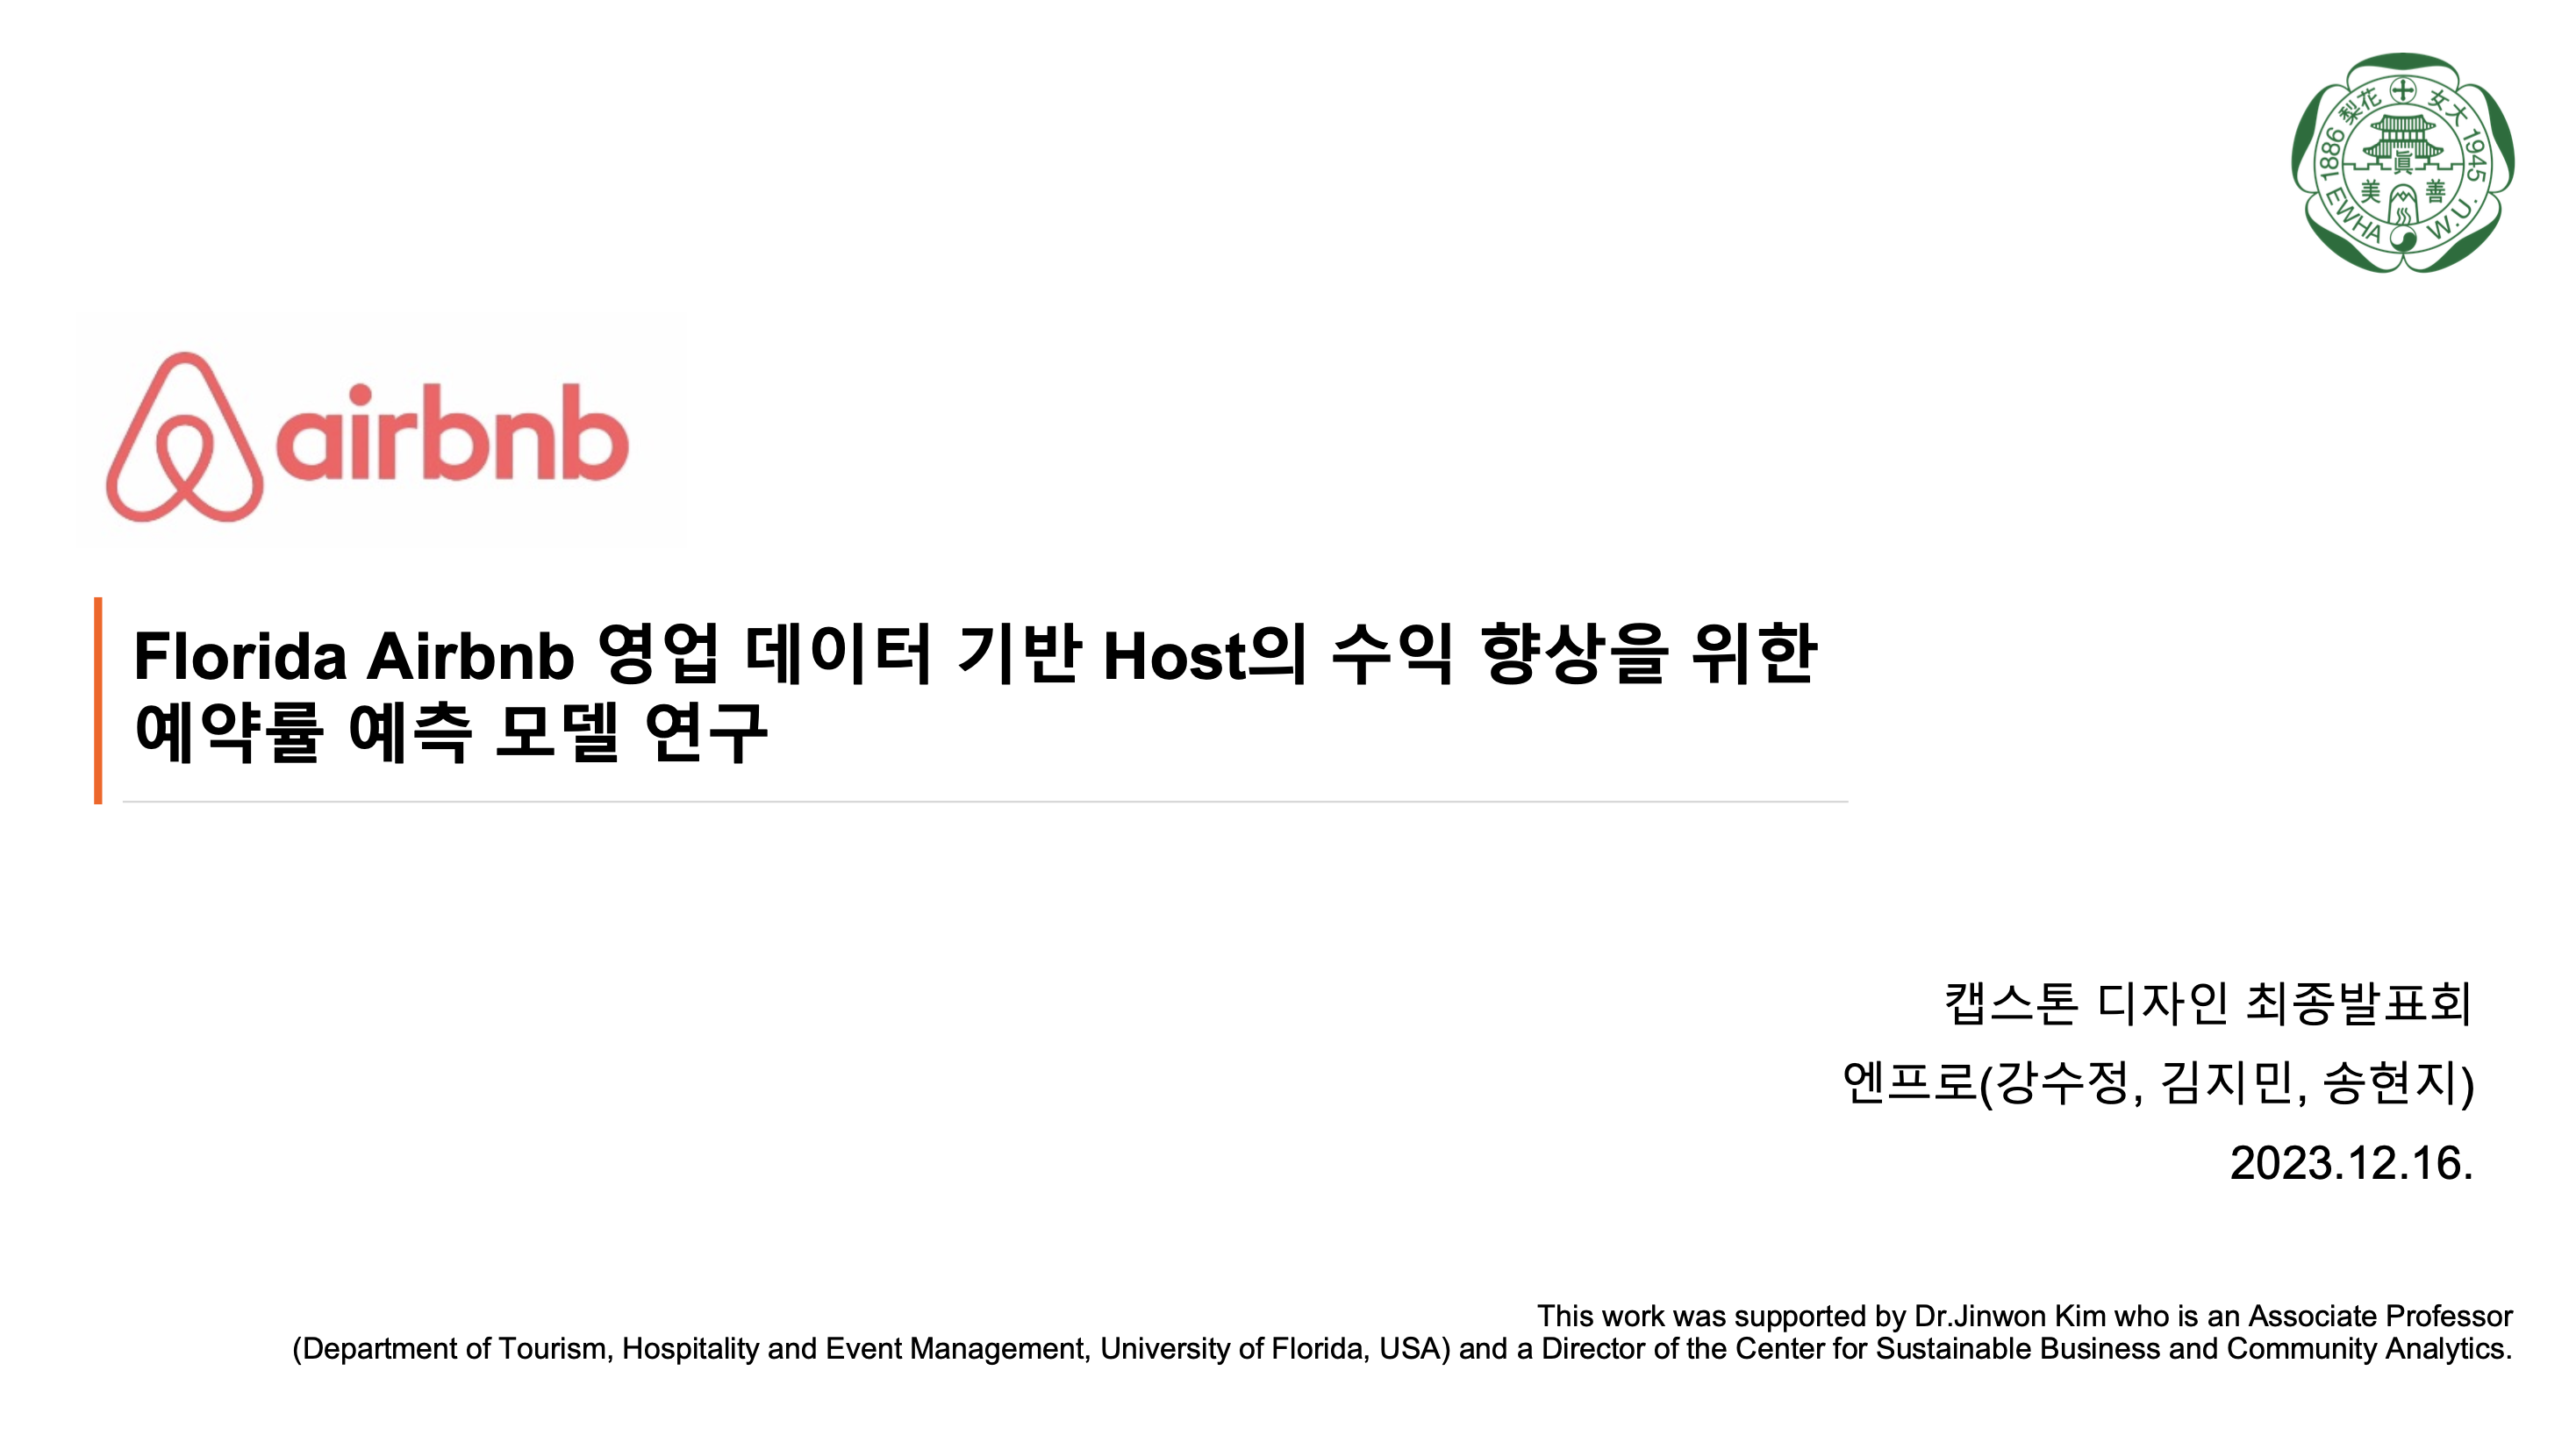 1886 梨花 女大 1945
眞
美 善
EWHA W.U.
airbnb
Florida Airbnb 영업 데이터 기반 Host의 수익 향상을 위한
예약률 예측 모델 연구
캡스톤 디자인 최종발표회
엔프로(강수정, 김지민, 송현지)
2023.12.16.
This work was supported by Dr.Jinwon Kim who is an Associate Professor
(Department of Tourism, Hospitality and Event Management, University of Florida, USA) and a Director of the Center for Sustainable Business and Community Analytics.